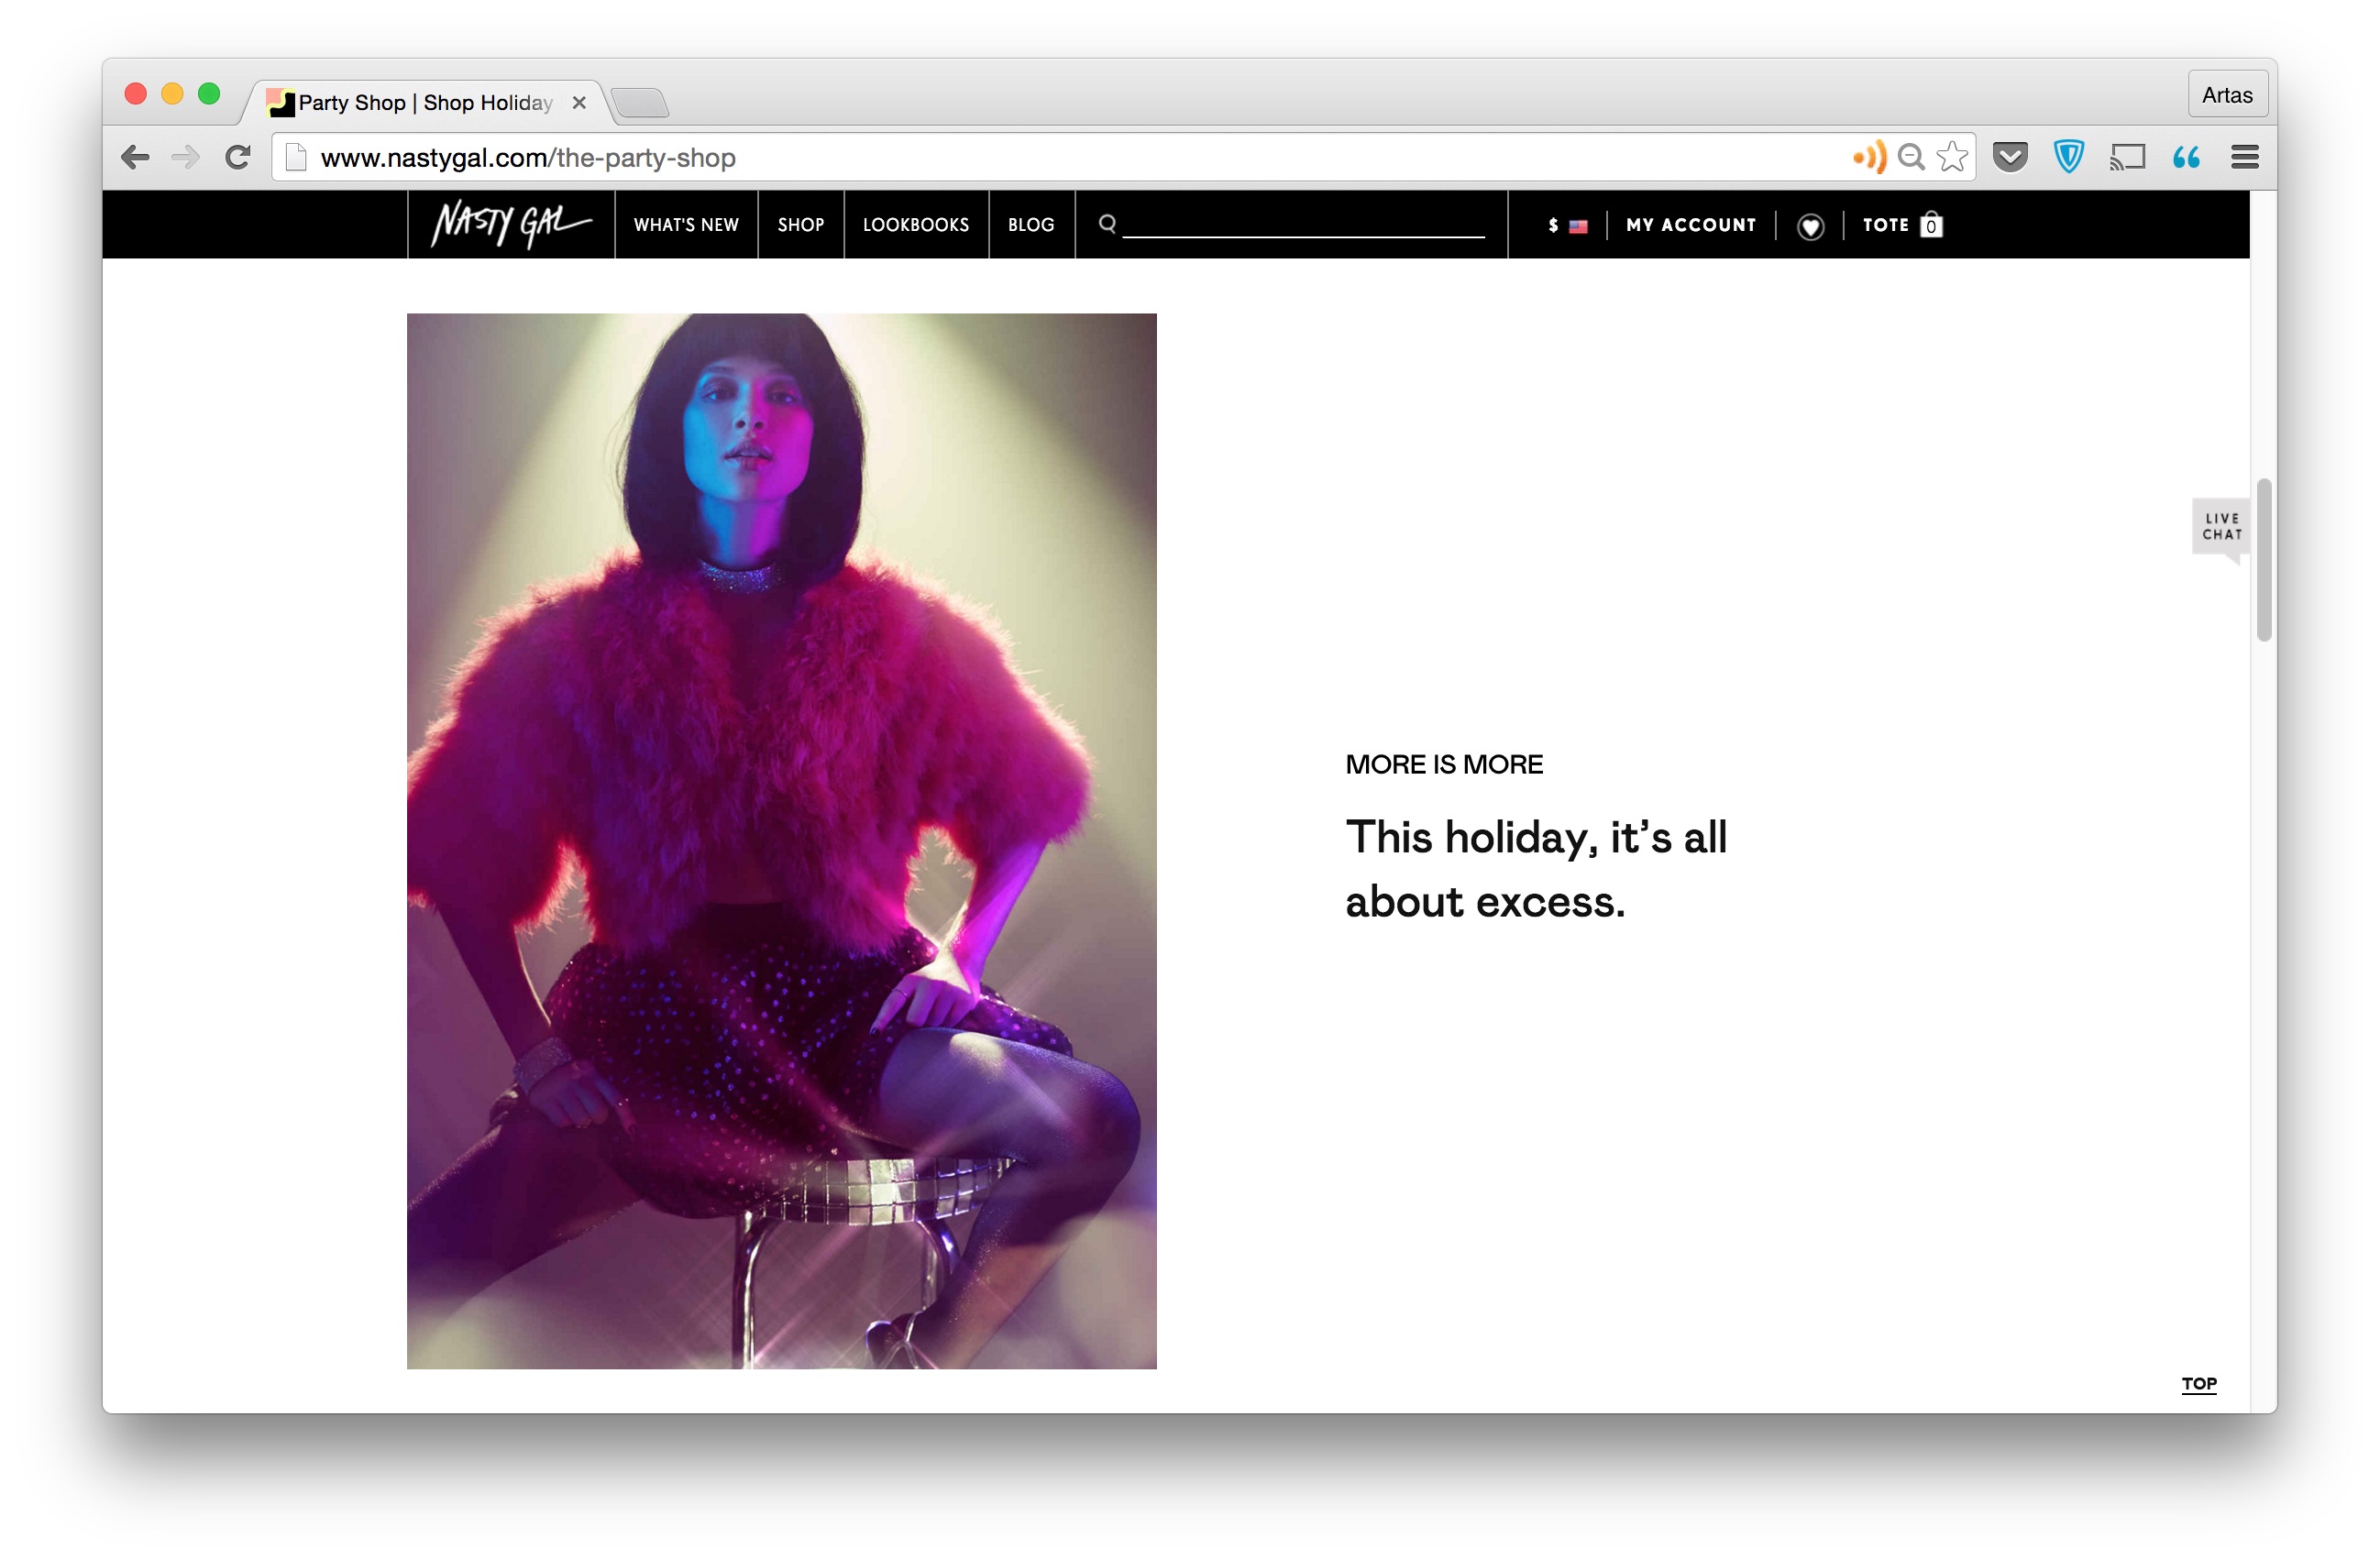 Party Shop | Shop Holiday
Artas
www.nastygal.com/the-party-shop
NASTY GAL
WHAT'S NEW
SHOP
LOOKBOOKS
BLOG
$
MY ACCOUNT
TOTE 0
LIVE
CHAT
MORE IS MORE
This holiday, it’s all
about excess.
TOP